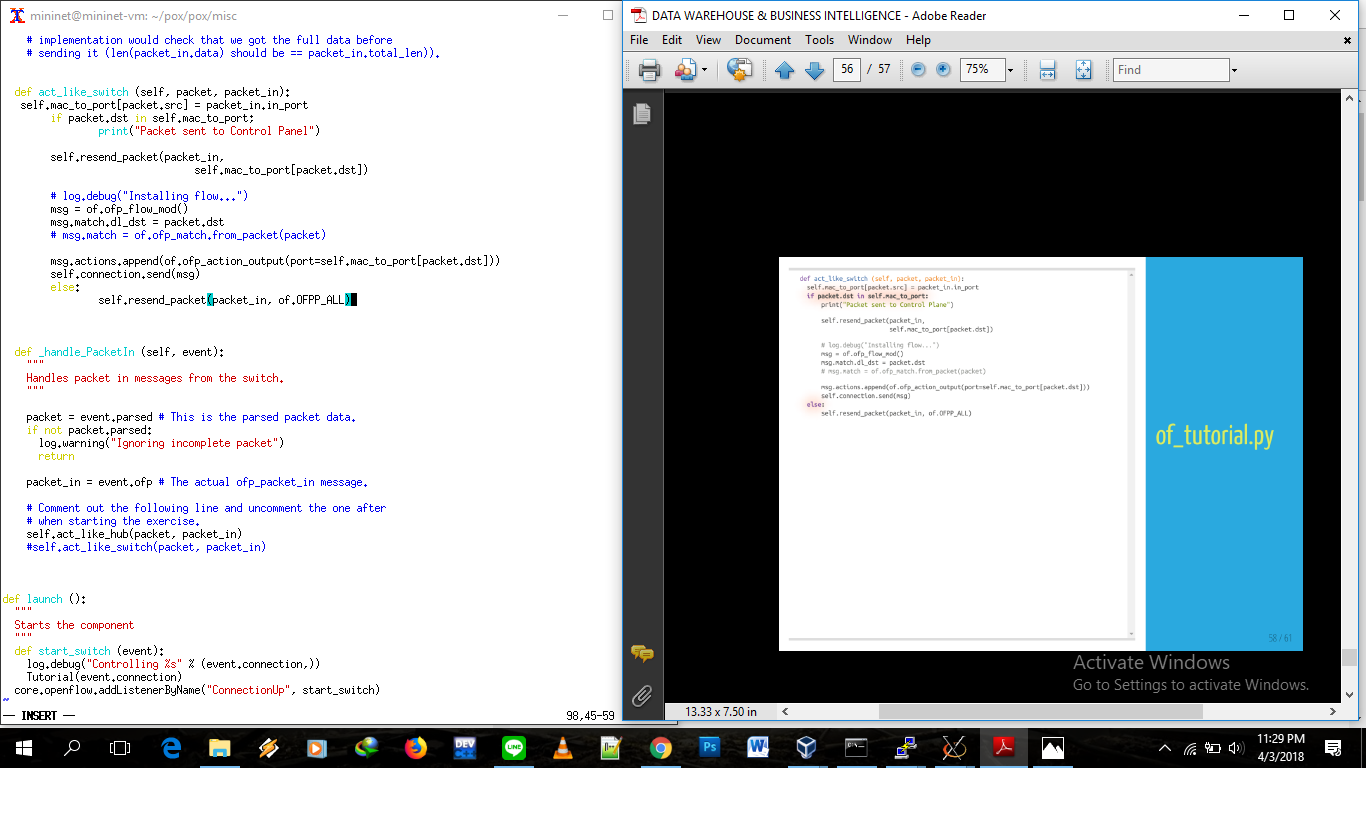 mininet@mininet-vm: ~/pox/pox/misc
# implementation would check that we got the full data before
# sending it (len(packet_in.data) should be == packet_in.total_len)).
def act_like_switch (self, packet, packet_in):
self.mac_to_port[packet.src] = packet_in.in_port
if packet.dst in self.mac_to_port;
print("Packet sent to Control Panel")
self.resend_packet(packet_in,
self.mac_to_port[packet.dst])
# log.debug("Installing flow...")
msg = of.ofp_flow_mod()
msg.match.dl_dst = packet.dst
# msg.match = of.ofp_match.from_packet(packet)
msg.actions.append(of.ofp_action_output(port=self.mac_to_port[packet.dst]))
self.connection.send(msg)
else:
self.resend_packet(packet_in, of.OFPP_ALL)
def _handle_PacketIn (self, event):
"""
Handles packet in messages from the switch.
"""
packet = event.parsed # This is the parsed packet data.
if not packet.parsed:
log.warning("Ignoring incomplete packet")
return
packet_in = event.ofp # The actual ofp_packet_in message.
# Comment out the following line and uncomment the one after
# when starting the exercise.
self.act_like_hub(packet, packet_in)
#self.act_like_switch(packet, packet_in)
def launch ():
"""
Starts the component
"""
def start_switch (event):
log.debug("Controlling %s" % (event.connection,))
Tutorial(event.connection)
core.openflow.addListenerByName("ConnectionUp", start_switch)
~
-- INSERT --
98,45-59
DATA WAREHOUSE & BUSINESS INTELLIGENCE - Adobe Reader
File Edit View Document Tools Window Help
56 / 57 75% Find
def act_like_switch (self, packet, packet_in):
self.mac_to_port[packet.src] = packet_in.in_port
if packet.dst in self.mac_to_port:
print("Packet sent to Control Plane")
self.resend_packet(packet_in,
self.mac_to_port[packet.dst])
# log.debug("Installing flow...")
msg = of.ofp_flow_mod()
msg.match.dl_dst = packet.dst
# msg.match = of.ofp_match.from_packet(packet)
msg.actions.append(of.ofp_action_output(port=self.mac_to_port[packet.dst]))
self.connection.send(msg)
else:
self.resend_packet(packet_in, of.OFPP_ALL)
of_tutorial.py
58 / 61
Activate Windows
Go to Settings to activate Windows.
13.33 x 7.50 in
DEV
LINE
Ps
W
11:29 PM
4/3/2018